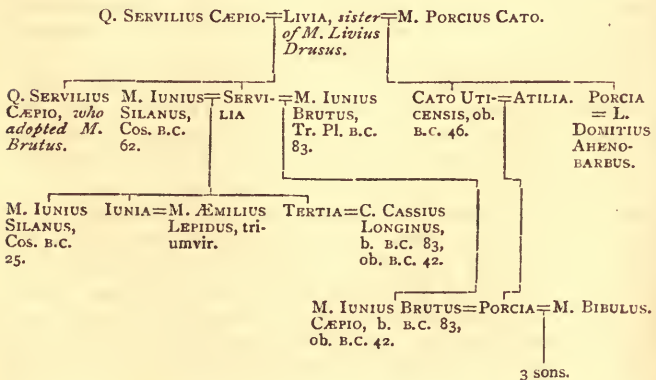 Q. SERVILIUS CÆPIO.=LIVIA, sister=M. PORCIUS CATO.
of M. Livius
Drusus.
Q. SERVILIUS
CÆPIO, who
adopted M.
Brutus.
M. IUNIUS=SERVI-=M. IUNIUS
SILANUS,
Cos. B.C.
62.
LIA
BRUTUS,
Tr. Pl. B.C.
83.
CATO UTI-=ATILIA.
CENSIS, ob.
B.C. 46.
PORCIA
= L.
DOMITIUS
AHENO-
BARBUS.
M. IUNIUS
SILANUS,
Cos. B.C.
25.
IUNIA=M. ÆMILIUS
LEPIDUS, tri-
umvir.
TERTIA=C. CASSIUS
LONGINUS,
b. B.C. 83,
ob. B.C. 42.
M. IUNIUS BRUTUS=PORCIA=M. BIBULUS.
CÆPIO, b. B.C. 83,
ob. B.C. 42.
3 sons.